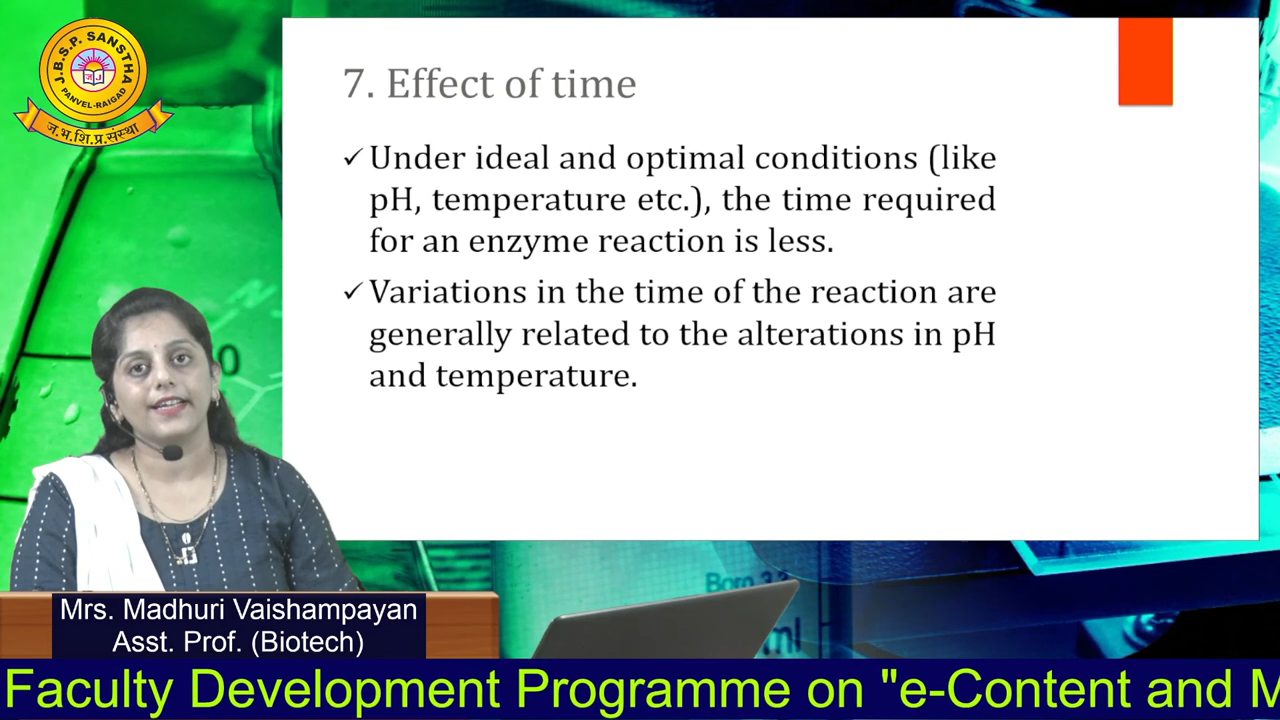 J.B.S.P. SANSTHA
PANVEL-RAIGAD
ज.भ.शि.प्र.संस्था
7. Effect of time
✓ Under ideal and optimal conditions (like
pH, temperature etc.), the time required
for an enzyme reaction is less.
✓ Variations in the time of the reaction are
generally related to the alterations in pH
and temperature.
Mrs. Madhuri Vaishampayan
Asst. Prof. (Biotech)
Faculty Development Programme on "e-Content and M